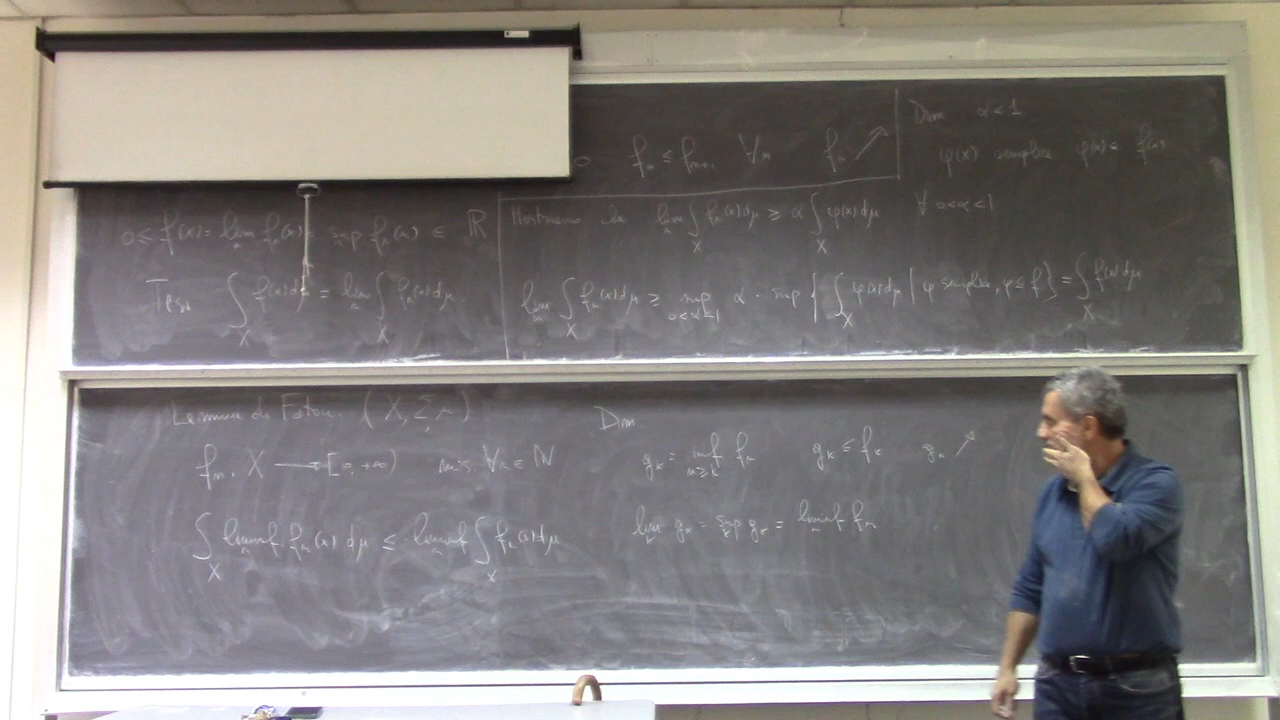 f_n ≤ f_{n+1} ∀n f_n ↗
0 ≤ f(x) = lim_n f_n(x) = sup_n f_n(x) ∈ ℝ
Tesi ∫_X f(x)dμ = lim_n ∫_X f_n(x)dμ
Mostriamo che lim_n ∫_X f_n(x)dμ ≥ α ∫_X φ(x)dμ ∀ 0<α<1
lim_n ∫_X f_n(x)dμ ≥ sup_{0<α<1} α · sup { ∫_X φ(x)dμ | φ semplice, φ ≤ f } = ∫_X f(x)dμ
Dim α<1
φ(x) semplice φ(x) ≤ f(x)
Lemma di Fatou. (X, Σ, μ)
f_n: X → [0, +∞) mis. ∀n ∈ ℕ
∫_X liminf_n f_n(x) dμ ≤ liminf_n ∫_X f_n(x)dμ
Dim
g_k = inf_{n≥k} f_n g_k ≤ f_k g_k ↗
lim_k g_k = sup_k g_k = liminf_n f_n